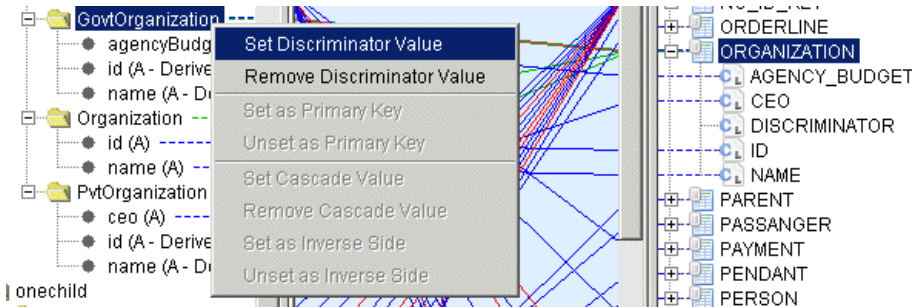 GovtOrganization
agencyBudg
id (A - Derive
name (A - De
Organization
id (A)
name (A)
PvtOrganization
ceo (A)
id (A - Derive
name (A - De
onechild
Set Discriminator Value
Remove Discriminator Value
Set as Primary Key
Unset as Primary Key
Set Cascade Value
Remove Cascade Value
Set as Inverse Side
Unset as Inverse Side
ORDERLINE
ORGANIZATION
AGENCY_BUDGET
CEO
DISCRIMINATOR
ID
NAME
PARENT
PASSANGER
PAYMENT
PENDANT
PERSON